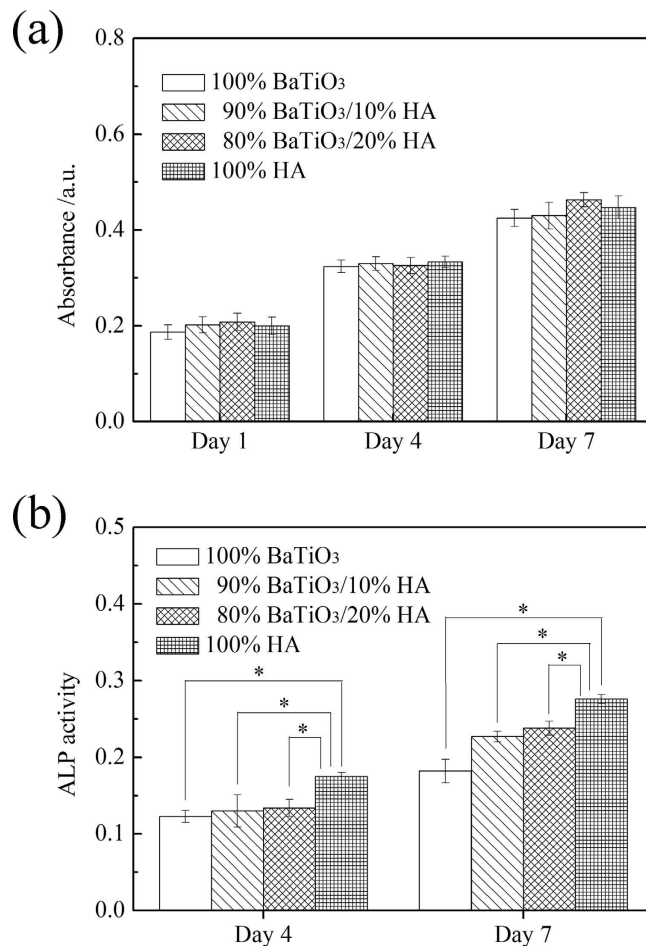 (a)
0.8
0.6
0.4
0.2
0.0
Absorbance /a.u.
100% BaTiO₃
90% BaTiO₃/10% HA
80% BaTiO₃/20% HA
100% HA
Day 1 Day 4 Day 7
(b)
0.5
0.4
0.3
0.2
0.1
0.0
ALP activity
100% BaTiO₃
90% BaTiO₃/10% HA
80% BaTiO₃/20% HA
100% HA
*
*
*
*
*
*
Day 4 Day 7